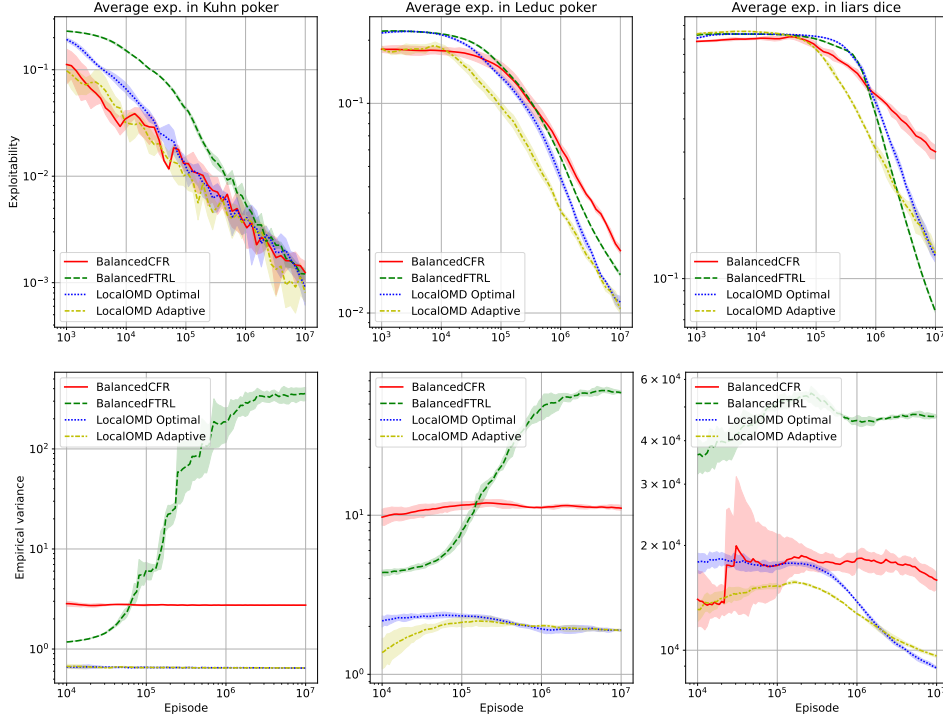 Average exp. in Kuhn poker
Average exp. in Leduc poker
Average exp. in liars dice
Exploitability
10⁻¹
10⁻²
10⁻³
10³ 10⁴ 10⁵ 10⁶ 10⁷
BalancedCFR
BalancedFTRL
LocalOMD Optimal
LocalOMD Adaptive
10⁻¹
10⁻²
10³ 10⁴ 10⁵ 10⁶ 10⁷
BalancedCFR
BalancedFTRL
LocalOMD Optimal
LocalOMD Adaptive
10⁻¹
10³ 10⁴ 10⁵ 10⁶ 10⁷
BalancedCFR
BalancedFTRL
LocalOMD Optimal
LocalOMD Adaptive
Empirical variance
10²
10¹
10⁰
10⁴ 10⁵ 10⁶ 10⁷
Episode
BalancedCFR
BalancedFTRL
LocalOMD Optimal
LocalOMD Adaptive
10¹
10⁰
10⁴ 10⁵ 10⁶ 10⁷
Episode
BalancedCFR
BalancedFTRL
LocalOMD Optimal
LocalOMD Adaptive
6 × 10⁴
4 × 10⁴
3 × 10⁴
2 × 10⁴
10⁴
10⁴ 10⁵ 10⁶ 10⁷
Episode
BalancedCFR
BalancedFTRL
LocalOMD Optimal
LocalOMD Adaptive